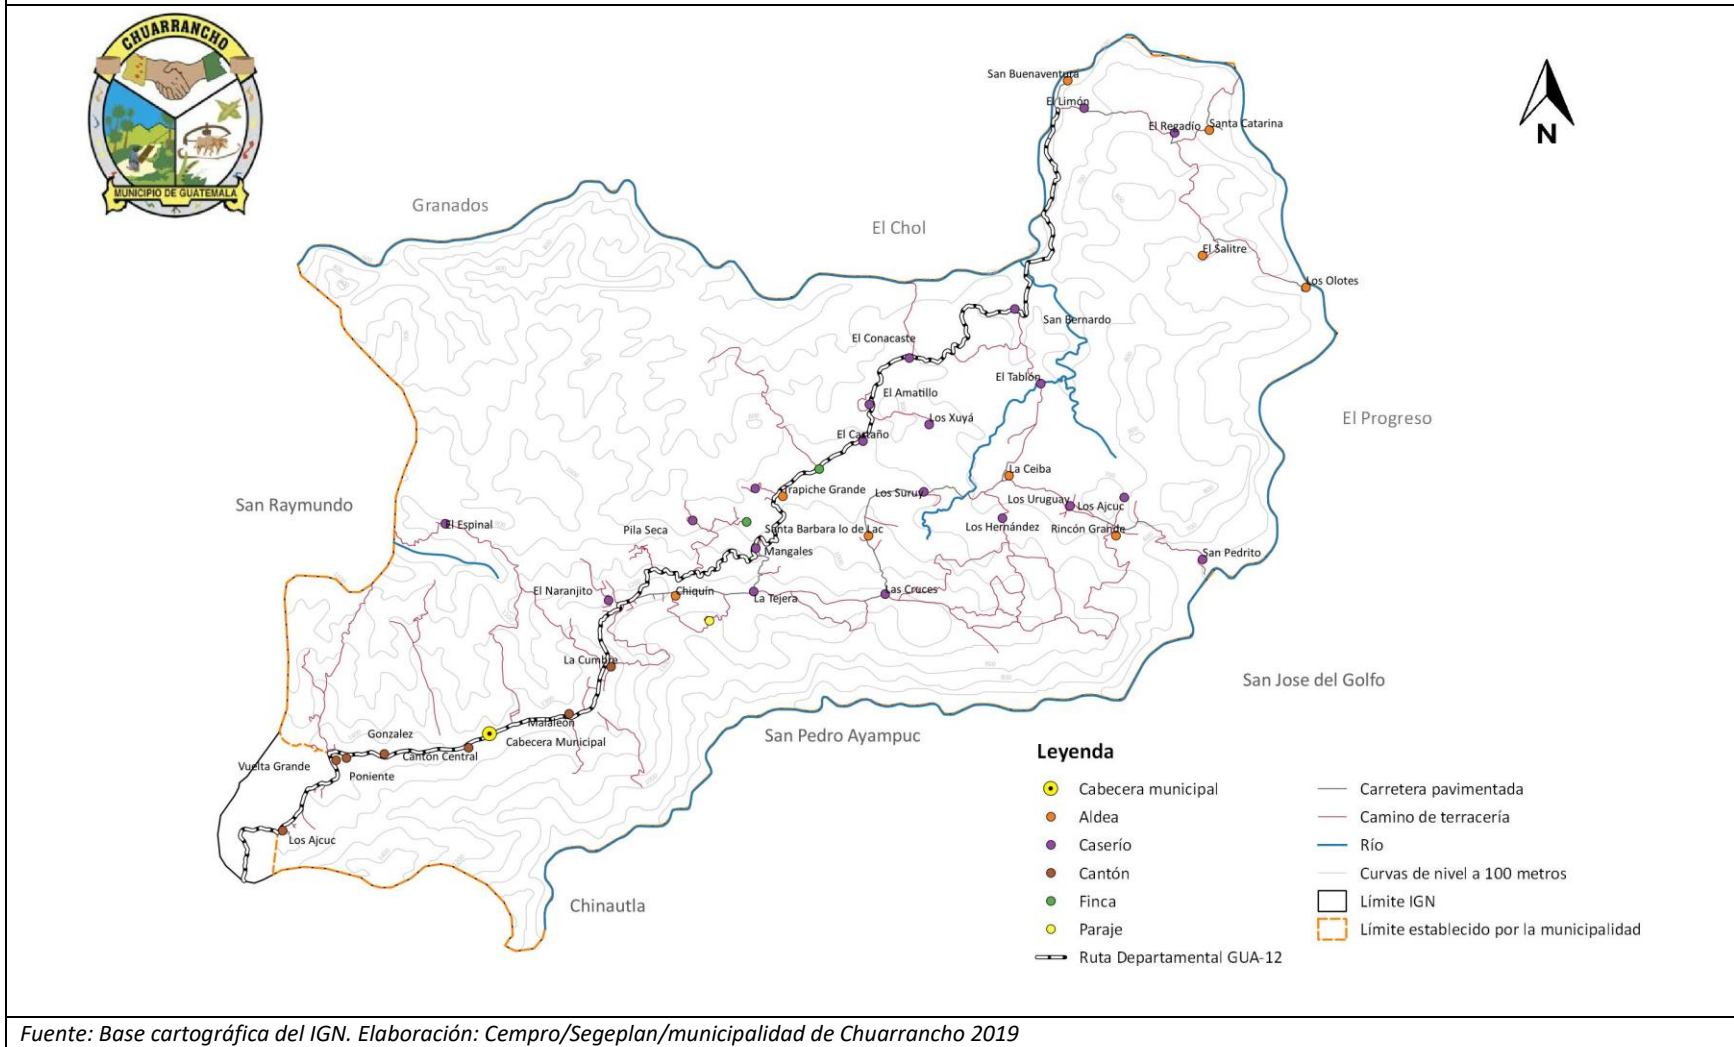 CHUARRANCHO
MUNICIPIO DE GUATEMALA
N
San Buenaventura
El Limón
El Regadío
Santa Catarina
Granados
El Chol
El Salitre
Los Olotes
San Bernardo
El Conacaste
El Tablón
El Amatillo
Los Xuyá
El Progreso
El Castaño
La Ceiba
Trapiche Grande
Los Suruy
Los Uruguay
Los Ajcuc
San Raymundo
El Espinal
Pila Seca
Santa Barbara lo de Lac
Los Hernández
Rincón Grande
Mangales
San Pedrito
El Naranjito
Chiquín
La Tejera
Las Cruces
La Cumbre
San Jose del Golfo
Malaleon
Gonzalez
Cabecera Municipal
San Pedro Ayampuc
Cantón Central
Vuelta Grande
Poniente
Los Ajcuc
Chinautla
Leyenda
Cabecera municipal
Aldea
Caserío
Cantón
Finca
Paraje
Ruta Departamental GUA-12
Carretera pavimentada
Camino de terracería
Río
Curvas de nivel a 100 metros
Límite IGN
Límite establecido por la municipalidad
Fuente: Base cartográfica del IGN. Elaboración: Cempro/Segeplan/municipalidad de Chuarrancho 2019